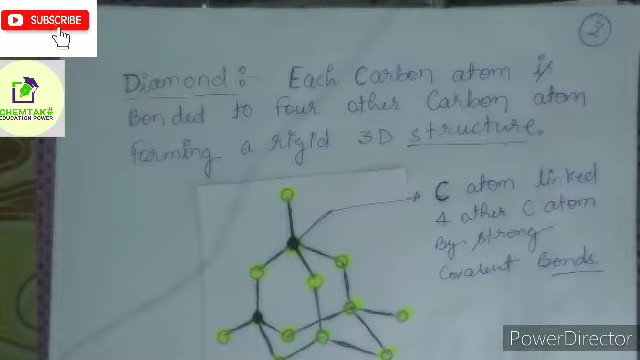 SUBSCRIBE
2
CHEMTAK#
EDUCATION POWER
Diamond :- Each Carbon atom is
Bonded to four other Carbon atom
forming a rigid 3D structure.
C atom linked
4 other C atom
By strong
Covalent Bonds.
PowerDirector